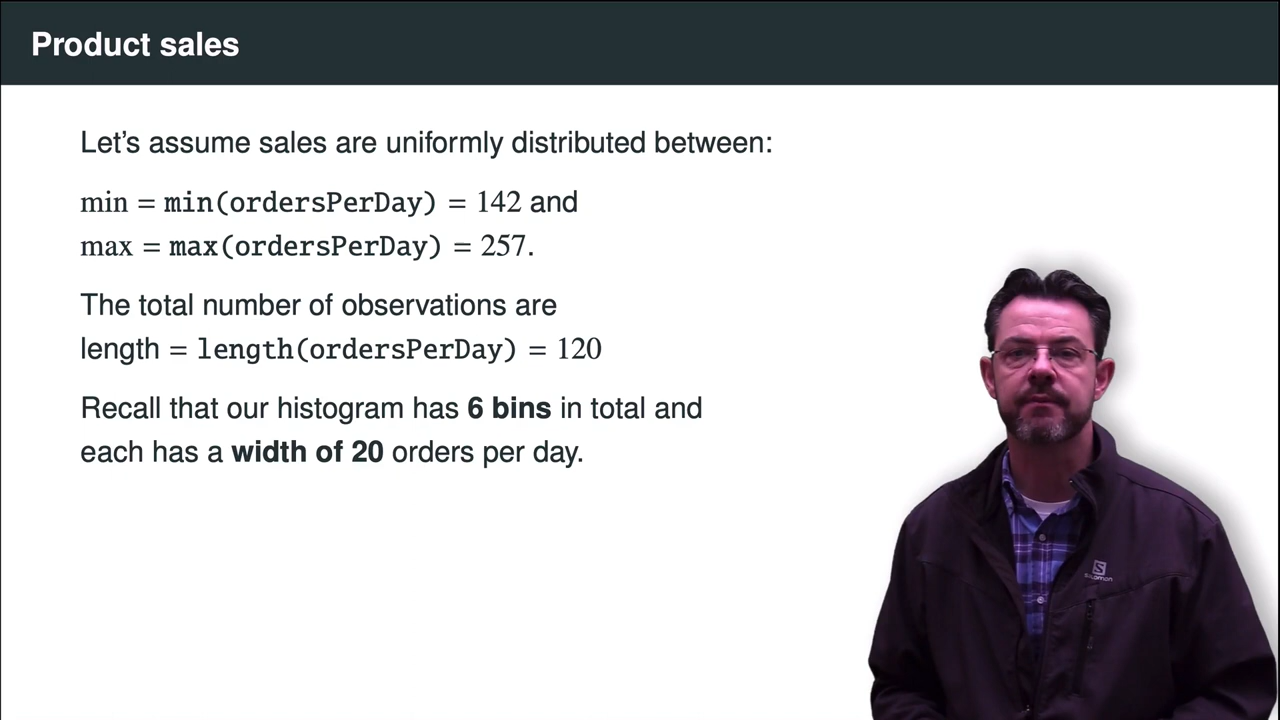 Product sales
Let's assume sales are uniformly distributed between:
min = min(ordersPerDay) = 142 and
max = max(ordersPerDay) = 257.
The total number of observations are
length = length(ordersPerDay) = 120
Recall that our histogram has 6 bins in total and
each has a width of 20 orders per day.
S
SALOMON